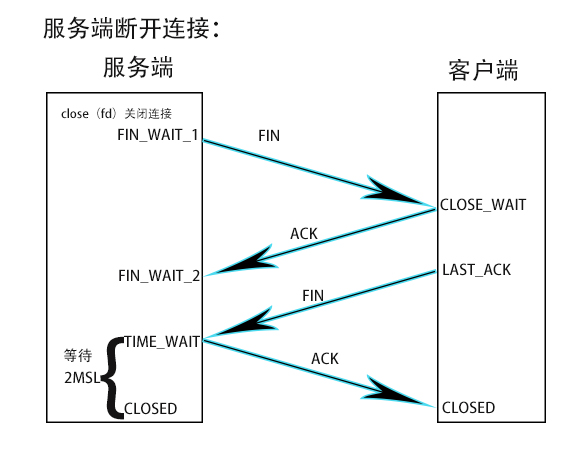 服务端断开连接：
服务端
客户端
close（fd）关闭连接
FIN_WAIT_1
FIN
CLOSE_WAIT
ACK
FIN_WAIT_2
LAST_ACK
FIN
TIME_WAIT
等待
2MSL
ACK
CLOSED
CLOSED